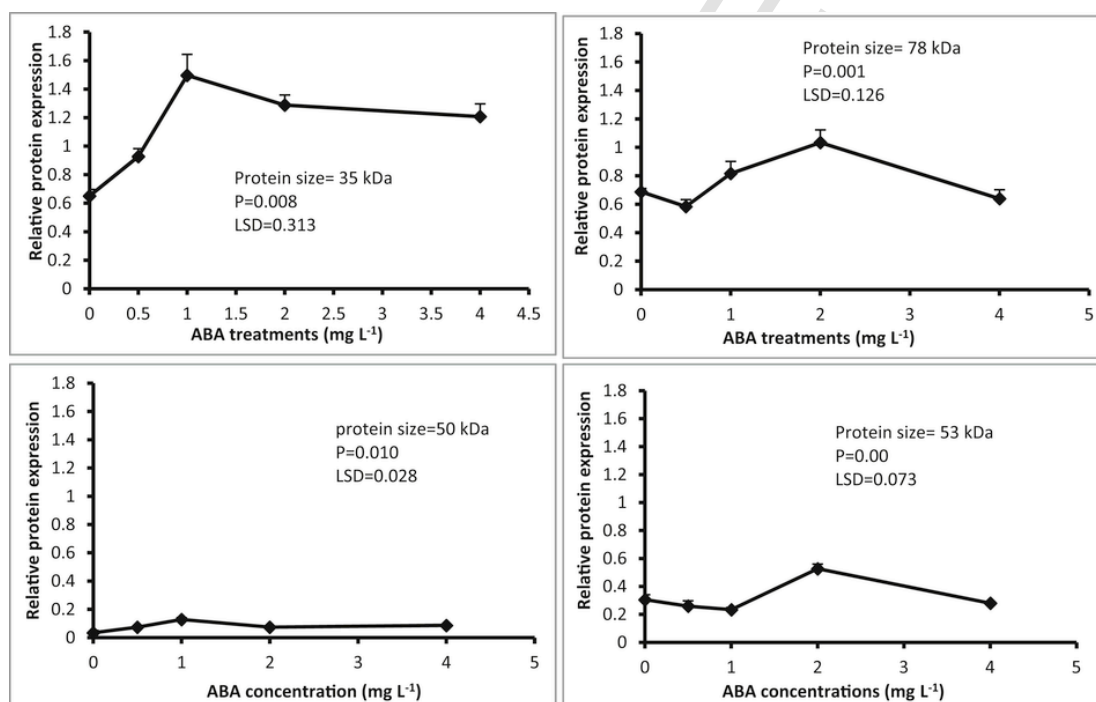 Relative protein expression
1.8
1.6
1.4
1.2
1
0.8
0.6
0.4
0.2
0
Protein size= 35 kDa
P=0.008
LSD=0.313
0 0.5 1 1.5 2 2.5 3 3.5 4 4.5
ABA treatments (mg L-1)
Relative protein expression
1.8
1.6
1.4
1.2
1
0.8
0.6
0.4
0.2
0
Protein size= 78 kDa
P=0.001
LSD=0.126
0 1 2 3 4 5
ABA treatments (mg L-1)
Relative protein expression
1.8
1.6
1.4
1.2
1
0.8
0.6
0.4
0.2
0
protein size=50 kDa
P=0.010
LSD=0.028
0 1 2 3 4 5
ABA concentration (mg L-1)
Relative protein expression
1.8
1.6
1.4
1.2
1
0.8
0.6
0.4
0.2
0
Protein size= 53 kDa
P=0.00
LSD=0.073
0 1 2 3 4 5
ABA concentrations (mg L-1)